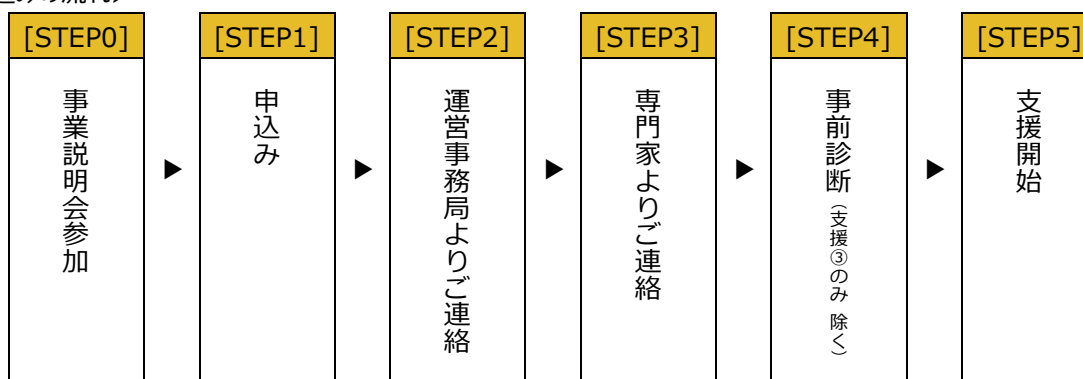 [STEP0]
事業説明会参加
▶
[STEP1]
申込み
▶
[STEP2]
運営事務局よりご連絡
▶
[STEP3]
専門家よりご連絡
▶
[STEP4]
事前診断（支援③のみ 除く）
▶
[STEP5]
支援開始